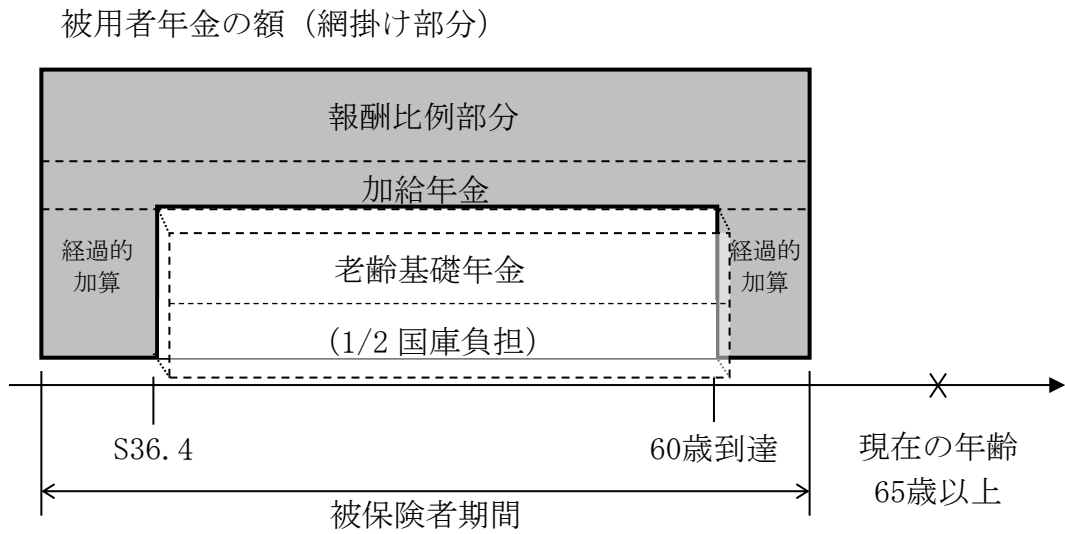 被用者年金の額（網掛け部分）
報酬比例部分
加給年金
経過的
加算
老齢基礎年金
(1/2 国庫負担)
経過的
加算
S36.4
60歳到達
現在の年齢
65歳以上
被保険者期間